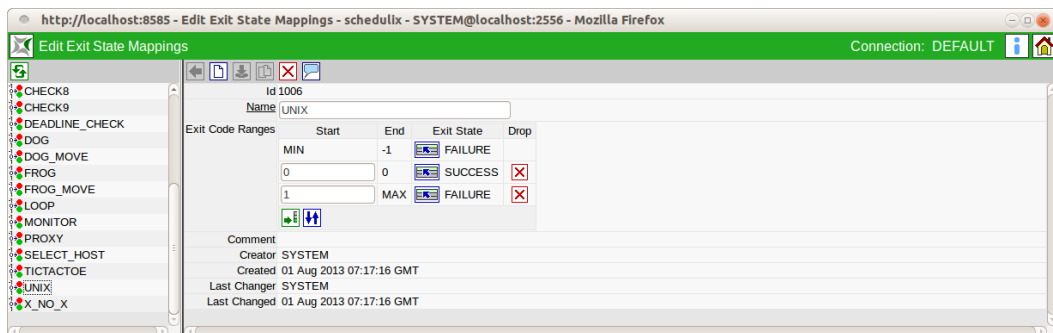 http://localhost:8585 - Edit Exit State Mappings - schedulix - SYSTEM@localhost:2556 - Mozilla Firefox
Edit Exit State Mappings Connection: DEFAULT
CHECK8
CHECK9
DEADLINE_CHECK
DOG
DOG_MOVE
FROG
FROG_MOVE
LOOP
MONITOR
PROXY
SELECT_HOST
TICTACTOE
UNIX
X_NO_X
Id 1006
Name UNIX
Exit Code Ranges Start End Exit State Drop
MIN -1 FAILURE
0 0 SUCCESS
1 MAX FAILURE
Comment
Creator SYSTEM
Created 01 Aug 2013 07:17:16 GMT
Last Changer SYSTEM
Last Changed 01 Aug 2013 07:17:16 GMT